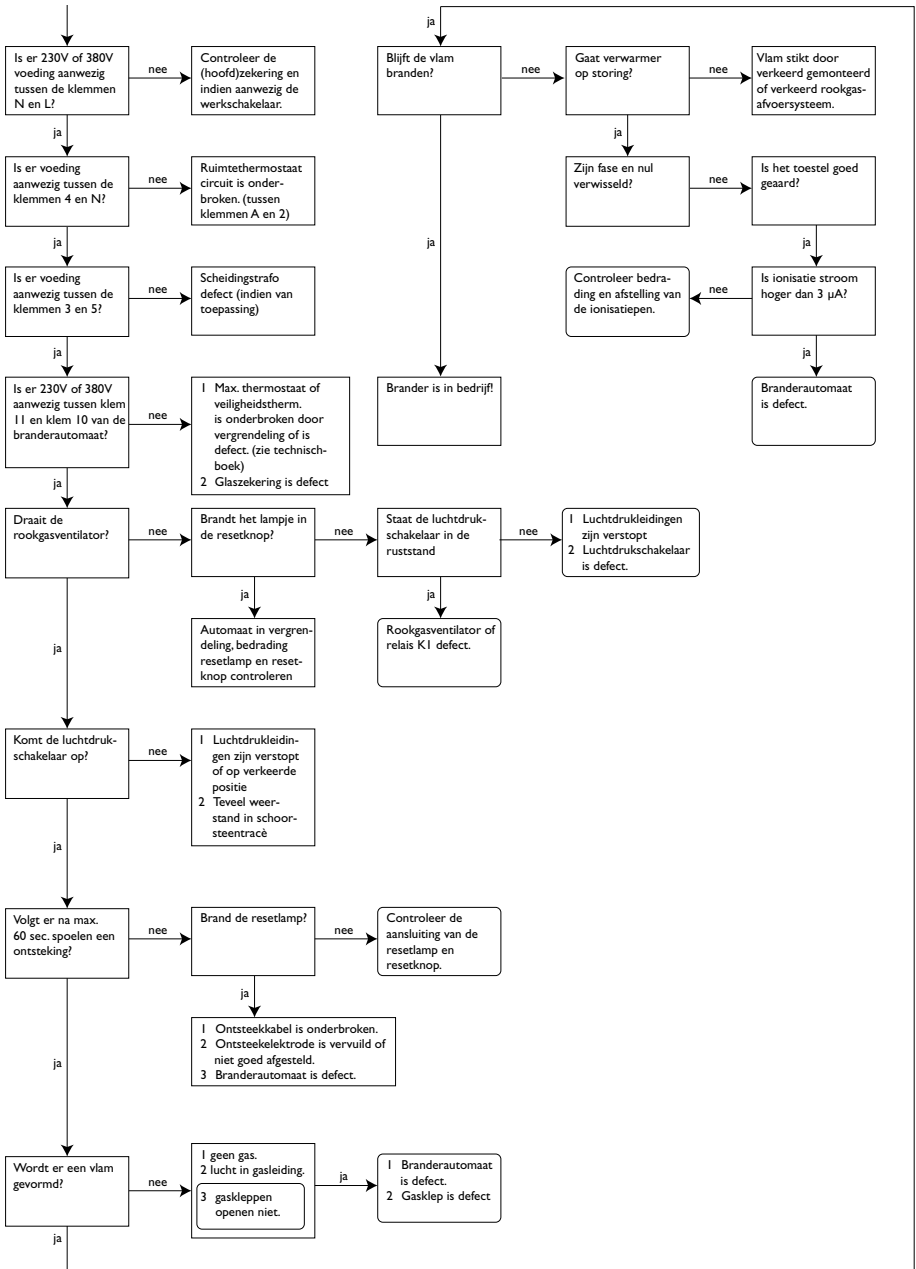 Is er 230V of 380V
voeding aanwezig
tussen de klemmen
N en L?
nee
Controleer de
(hoofd)zekering en
indien aanwezig de
werkschakelaar.
ja
Is er voeding
aanwezig tussen de
klemmen 4 en N?
nee
Ruimtethermostaat
circuit is onder-
broken. (tussen
klemmen A en 2)
ja
Is er voeding
aanwezig tussen de
klemmen 3 en 5?
nee
Scheidingstrafo
defect (indien van
toepassing)
ja
Is er 230V of 380V
aanwezig tussen klem
11 en klem 10 van de
branderautomaat?
nee
1 Max. thermostaat of
veiligheidstherm.
is onderbroken door
vergrendeling of is
defect. (zie technisch-
boek)
2 Glaszekering is defect
ja
Draait de
rookgasventilator?
nee
Brandt het lampje in
de resetknop?
nee
Staat de luchtdruk-
schakelaar in de
ruststand
nee
1 Luchtdrukleidingen
zijn verstopt
2 Luchtdrukschakelaar
is defect.
ja
Automaat in vergren-
deling, bedrading
resetlamp en reset-
knop controleren
ja
Rookgasventilator of
relais K1 defect.
ja
Komt de luchtdruk-
schakelaar op?
nee
1 Luchtdrukleidin-
gen zijn verstopt
of op verkeerde
positie
2 Teveel weer-
stand in schoor-
steentracè
ja
Volgt er na max.
60 sec. spoelen een
ontsteking?
nee
Brand de resetlamp?
nee
Controleer de
aansluiting van de
resetlamp en
resetknop.
ja
1 Ontsteekkabel is onderbroken.
2 Ontsteekelektrode is vervuild of
niet goed afgesteld.
3 Branderautomaat is defect.
ja
Wordt er een vlam
gevormd?
nee
1 geen gas.
2 lucht in gasleiding.
3 gaskleppen
openen niet.
ja
1 Branderautomaat
is defect.
2 Gasklep is defect
ja
ja
Blijft de vlam
branden?
nee
Gaat verwarmer
op storing?
nee
Vlam stikt door
verkeerd gemonteerd
of verkeerd rookgas-
afvoersysteem.
ja
Zijn fase en nul
verwisseld?
nee
Is het toestel goed
geaard?
ja
Is ionisatie stroom
hoger dan 3 µA?
nee
Controleer bedra-
ding en afstelling van
de ionisatiepen.
ja
Branderautomaat
is defect.
ja
Brander is in bedrijf!